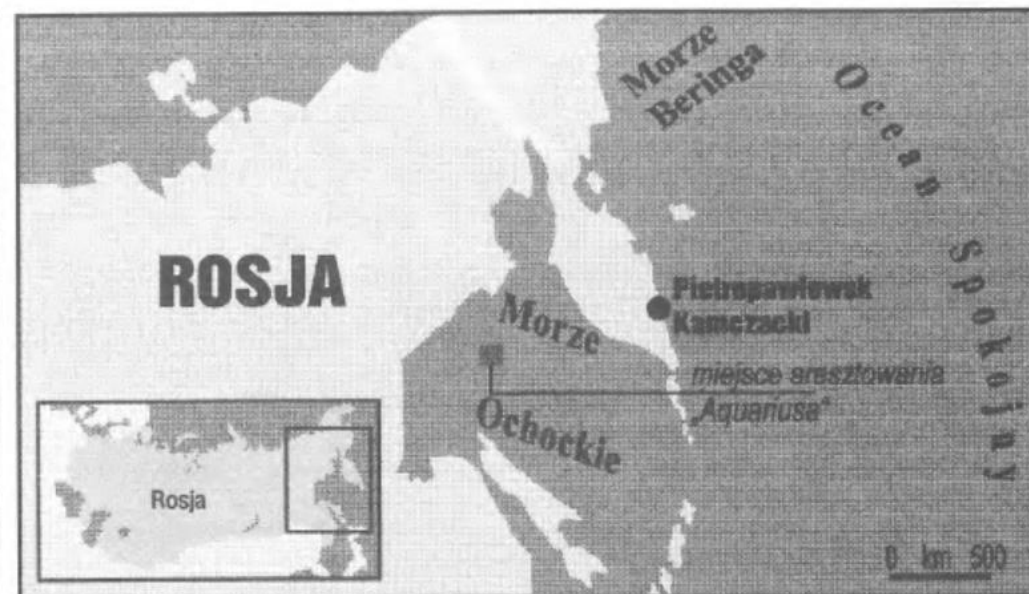 Morze
Beringa
Ocean Spokojny
ROSJA
Pietropawłowsk
Kamczacki
Morze
Ochockie
miejsce aresztowania
„Aquariusa”
Rosja
0 km 500